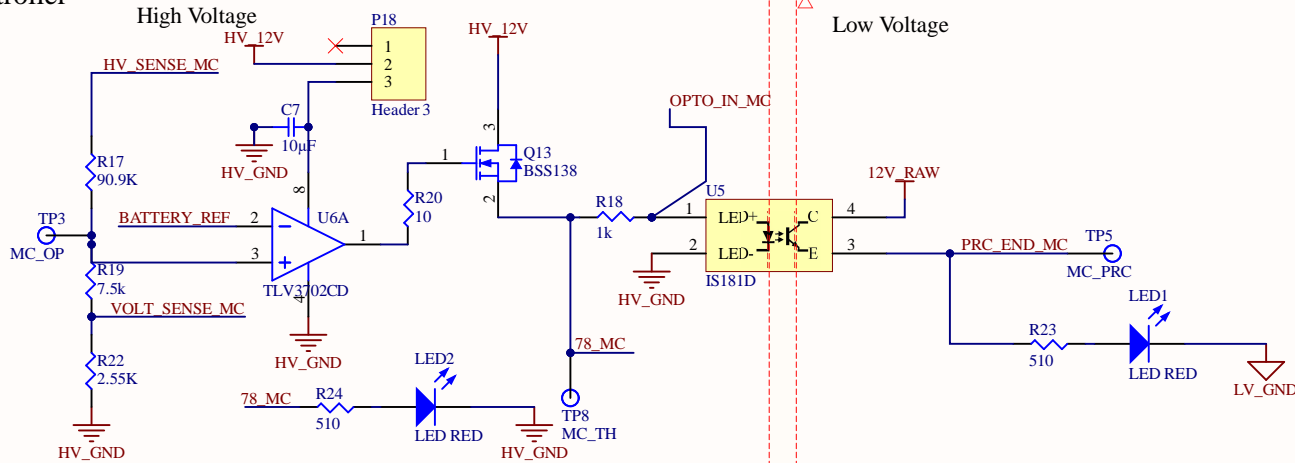 High Voltage
Low Voltage
P18
HV_12V
HV_12V
1
2
3
Header 3
HV_SENSE_MC
OPTO_IN_MC
C7
10µF
HV_GND
3
Q13
BSS138
1
2
R17
90.9K
8
R20
10
12V_RAW
U5
R18
1k
1
LED+
C
4
2
LED-
E
3
IS181D
HV_GND
TP3
MC_OP
BATTERY_REF
2
U6A
1
3
TLV3702CD
4
HV_GND
PRC_END_MC
TP5
MC_PRC
R19
7.5k
VOLT_SENSE_MC
R22
2.55K
HV_GND
LED1
R23
510
LED RED
LV_GND
78_MC
LED2
78_MC
R24
510
LED RED
HV_GND
TP8
MC_TH